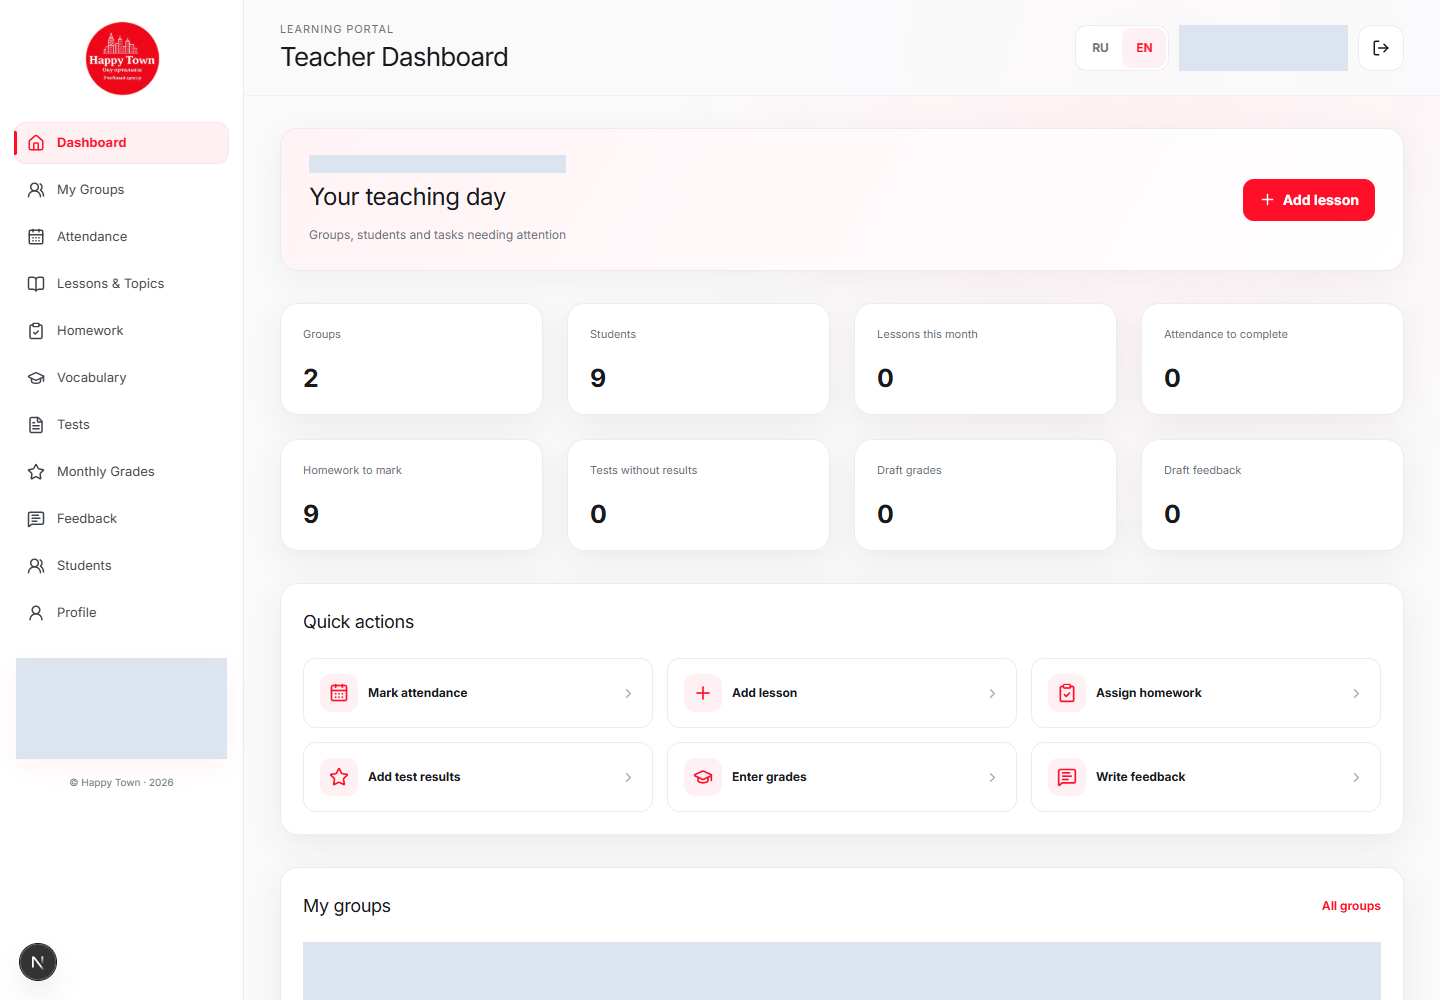 Happy Town
Оқу орталығы
Учебный центр
Dashboard
My Groups
Attendance
Lessons & Topics
Homework
Vocabulary
Tests
Monthly Grades
Feedback
Students
Profile
© Happy Town · 2026
N
LEARNING PORTAL
Teacher Dashboard
RU EN
Your teaching day
Groups, students and tasks needing attention
Add lesson
Groups
2
Students
9
Lessons this month
0
Attendance to complete
0
Homework to mark
9
Tests without results
0
Draft grades
0
Draft feedback
0
Quick actions
Mark attendance
Add lesson
Assign homework
Add test results
Enter grades
Write feedback
My groups
All groups